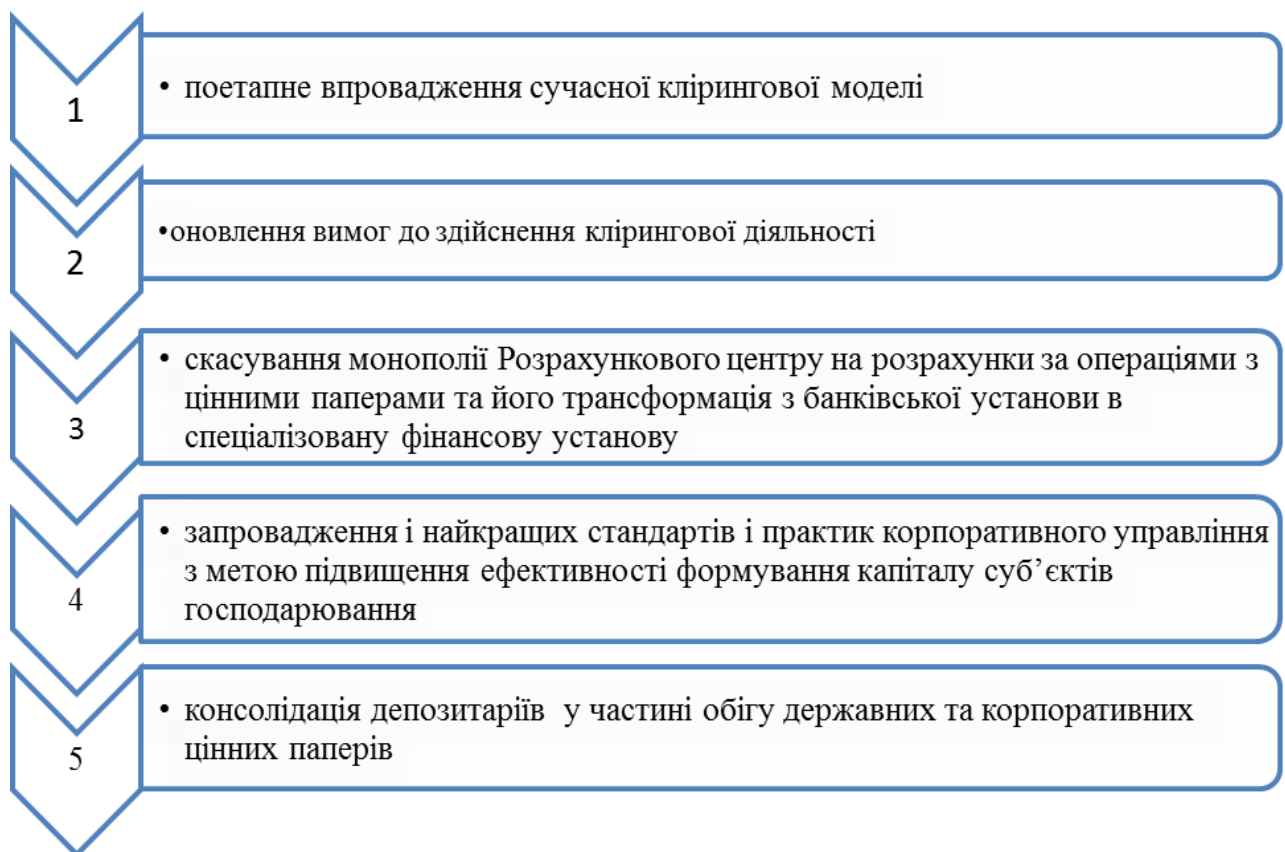 1
• поетапне впровадження сучасної клірингової моделі
2
•оновлення вимог до здійснення клірингової діяльності
3
• скасування монополії Розрахункового центру на розрахунки за операціями з
цінними паперами та його трансформація з банківської установи в
спеціалізовану фінансову установу
4
• запровадження і найкращих стандартів і практик корпоративного управління
з метою підвищення ефективності формування капіталу суб’єктів
господарювання
5
• консолідація депозитаріїв у частині обігу державних та корпоративних
цінних паперів